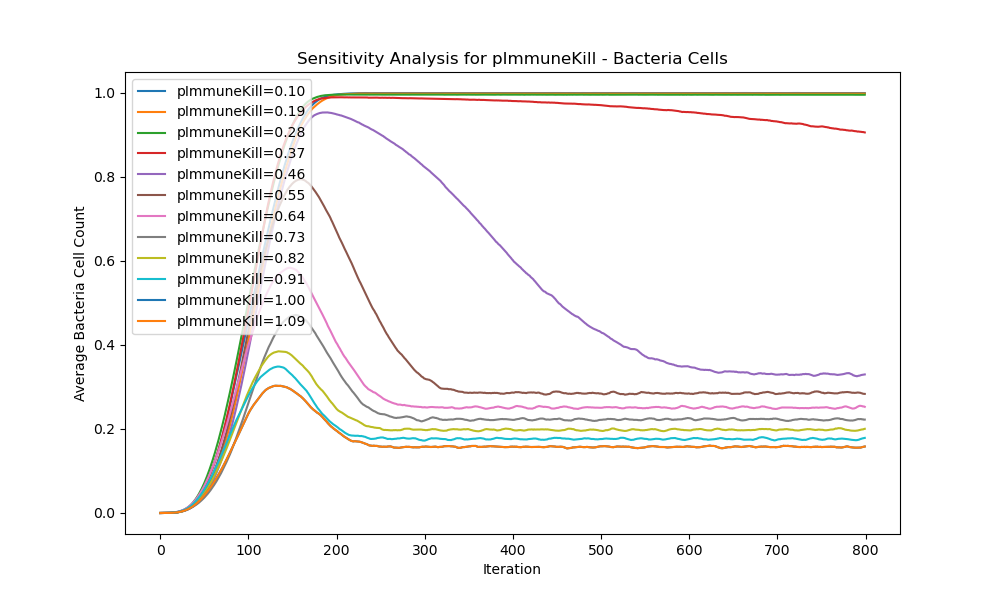 Sensitivity Analysis for pImmuneKill - Bacteria Cells
pImmuneKill=0.10
pImmuneKill=0.19
pImmuneKill=0.28
pImmuneKill=0.37
pImmuneKill=0.46
pImmuneKill=0.55
pImmuneKill=0.64
pImmuneKill=0.73
pImmuneKill=0.82
pImmuneKill=0.91
pImmuneKill=1.00
pImmuneKill=1.09
Average Bacteria Cell Count
1.0
0.8
0.6
0.4
0.2
0.0
0 100 200 300 400 500 600 700 800
Iteration